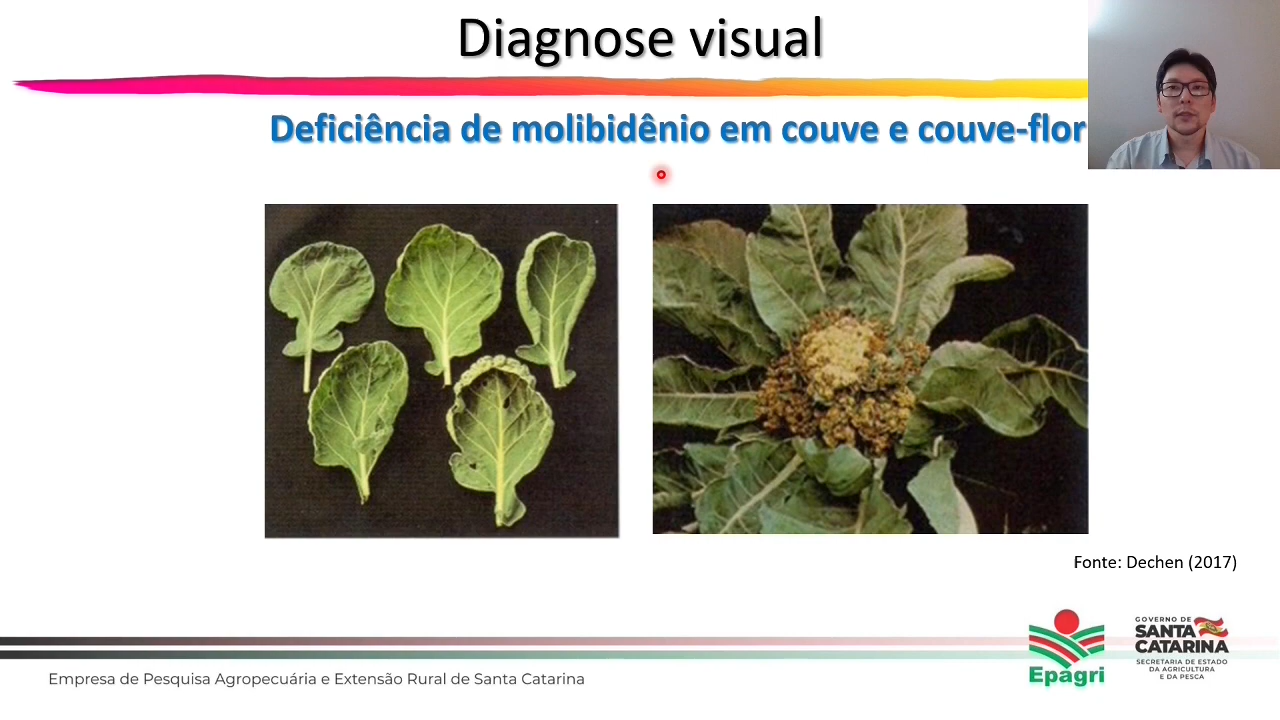 Diagnose visual
Deficiência de molibidênio em couve e couve-flor
Fonte: Dechen (2017)
Empresa de Pesquisa Agropecuária e Extensão Rural de Santa Catarina
Epagri
GOVERNO DE
SANTA
CATARINA
SECRETARIA DE ESTADO
DA AGRICULTURA
E DA PESCA